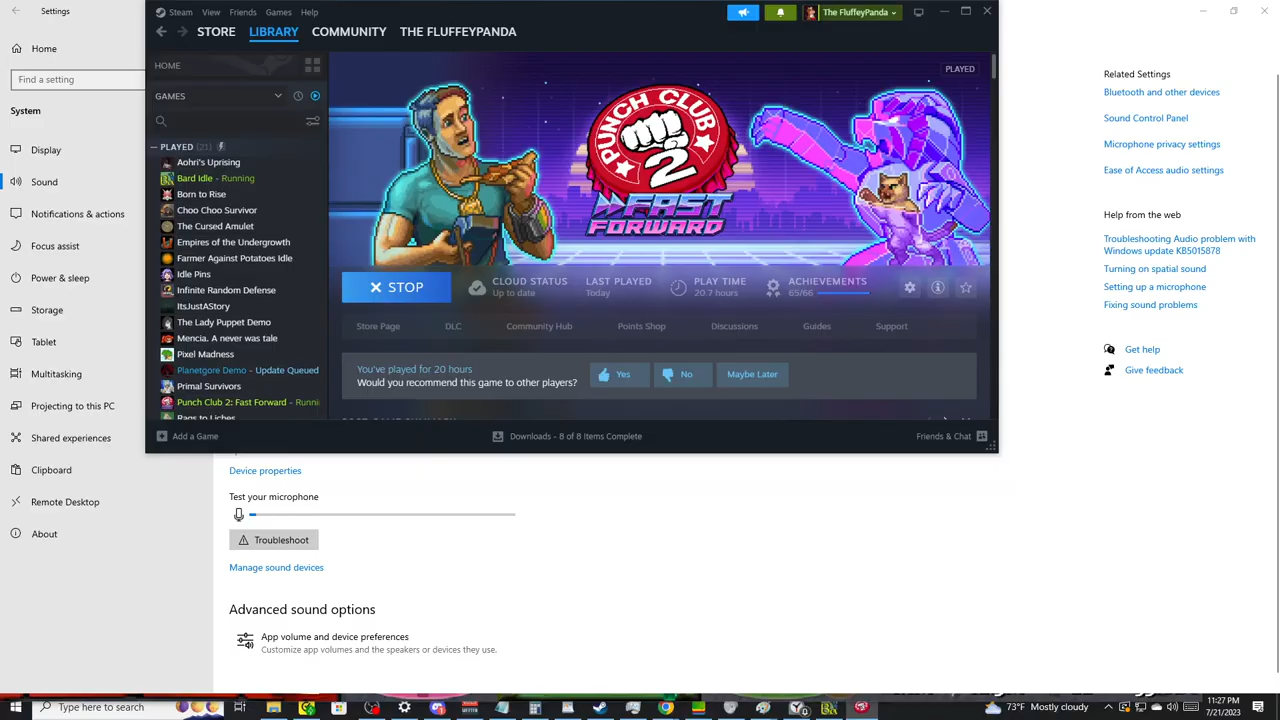 Settings
Home
Find a setting
System
Display
Sound
Notifications & actions
Focus assist
Power & sleep
Storage
Tablet
Multitasking
Projecting to this PC
Shared experiences
Clipboard
Remote Desktop
About
Steam View Friends Games Help
The FluffeyPanda
STORE LIBRARY COMMUNITY THE FLUFFEYPANDA
HOME
GAMES
PLAYED (21)
Aohri's Uprising
Bard Idle - Running
Born to Rise
Choo Choo Survivor
The Cursed Amulet
Empires of the Undergrowth
Farmer Against Potatoes Idle
Idle Pins
Infinite Random Defense
ItsJustAStory
The Lady Puppet Demo
Mencia. A never was tale
Pixel Madness
Planetgore Demo - Update Queued
Primal Survivors
Punch Club 2: Fast Forward - Runnin
Rags to Riches
PLAYED
PUNCH CLUB
2
FAST
FORWARD
STOP
CLOUD STATUS
Up to date
LAST PLAYED
Today
PLAY TIME
20.7 hours
ACHIEVEMENTS
65/66
Store Page DLC Community Hub Points Shop Discussions Guides Support
You've played for 20 hours
Would you recommend this game to other players?
Yes No Maybe Later
Add a Game
Downloads - 8 of 8 Items Complete
Friends & Chat
Device properties
Test your microphone
Troubleshoot
Manage sound devices
Advanced sound options
App volume and device preferences
Customize app volumes and the speakers or devices they use.
Related Settings
Bluetooth and other devices
Sound Control Panel
Microphone privacy settings
Ease of Access audio settings
Help from the web
Troubleshooting Audio problem with
Windows update KB5015878
Turning on spatial sound
Setting up a microphone
Fixing sound problems
Get help
Give feedback
Type here to search
73°F Mostly cloudy
11:27 PM
7/21/2023